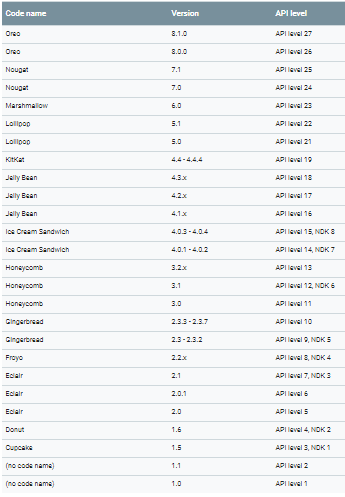 Code name Version API level
Oreo 8.1.0 API level 27
Oreo 8.0.0 API level 26
Nougat 7.1 API level 25
Nougat 7.0 API level 24
Marshmallow 6.0 API level 23
Lollipop 5.1 API level 22
Lollipop 5.0 API level 21
KitKat 4.4 - 4.4.4 API level 19
Jelly Bean 4.3.x API level 18
Jelly Bean 4.2.x API level 17
Jelly Bean 4.1.x API level 16
Ice Cream Sandwich 4.0.3 - 4.0.4 API level 15, NDK 8
Ice Cream Sandwich 4.0.1 - 4.0.2 API level 14, NDK 7
Honeycomb 3.2.x API level 13
Honeycomb 3.1 API level 12, NDK 6
Honeycomb 3.0 API level 11
Gingerbread 2.3.3 - 2.3.7 API level 10
Gingerbread 2.3 - 2.3.2 API level 9, NDK 5
Froyo 2.2.x API level 8, NDK 4
Eclair 2.1 API level 7, NDK 3
Eclair 2.0.1 API level 6
Eclair 2.0 API level 5
Donut 1.6 API level 4, NDK 2
Cupcake 1.5 API level 3, NDK 1
(no code name) 1.1 API level 2
(no code name) 1.0 API level 1